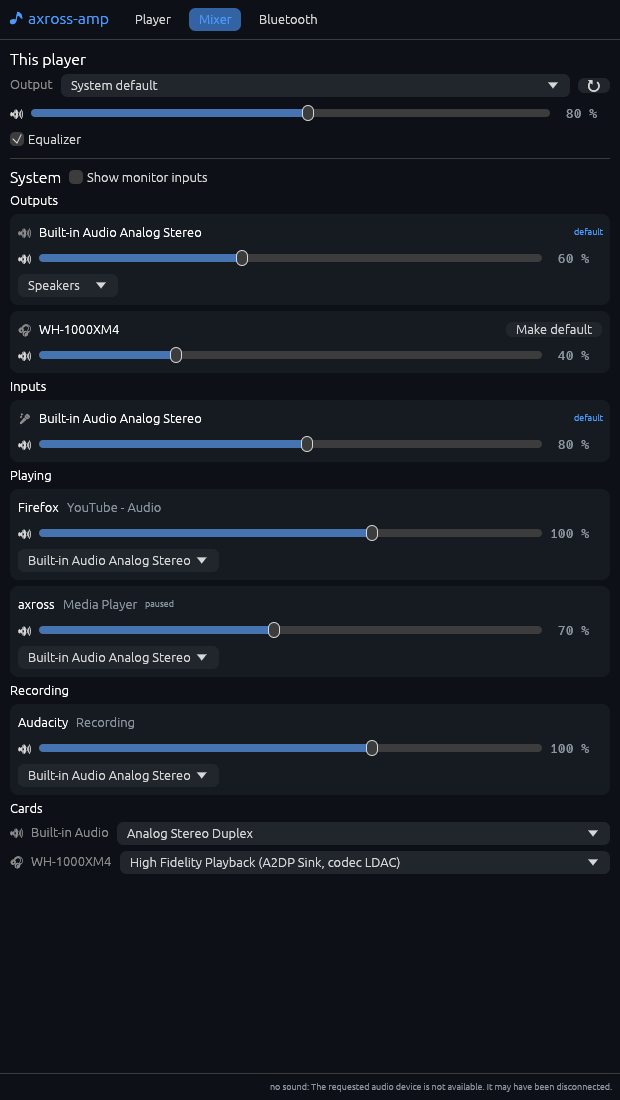 axross-amp Player Mixer Bluetooth
This player
Output System default
80 %
Equalizer
System Show monitor inputs
Outputs
Built-in Audio Analog Stereo default
60 %
Speakers
WH-1000XM4 Make default
40 %
Inputs
Built-in Audio Analog Stereo default
80 %
Playing
Firefox YouTube - Audio
100 %
Built-in Audio Analog Stereo
axross Media Player paused
70 %
Built-in Audio Analog Stereo
Recording
Audacity Recording
100 %
Built-in Audio Analog Stereo
Cards
Built-in Audio Analog Stereo Duplex
WH-1000XM4 High Fidelity Playback (A2DP Sink, codec LDAC)
no sound: The requested audio device is not available. It may have been disconnected.